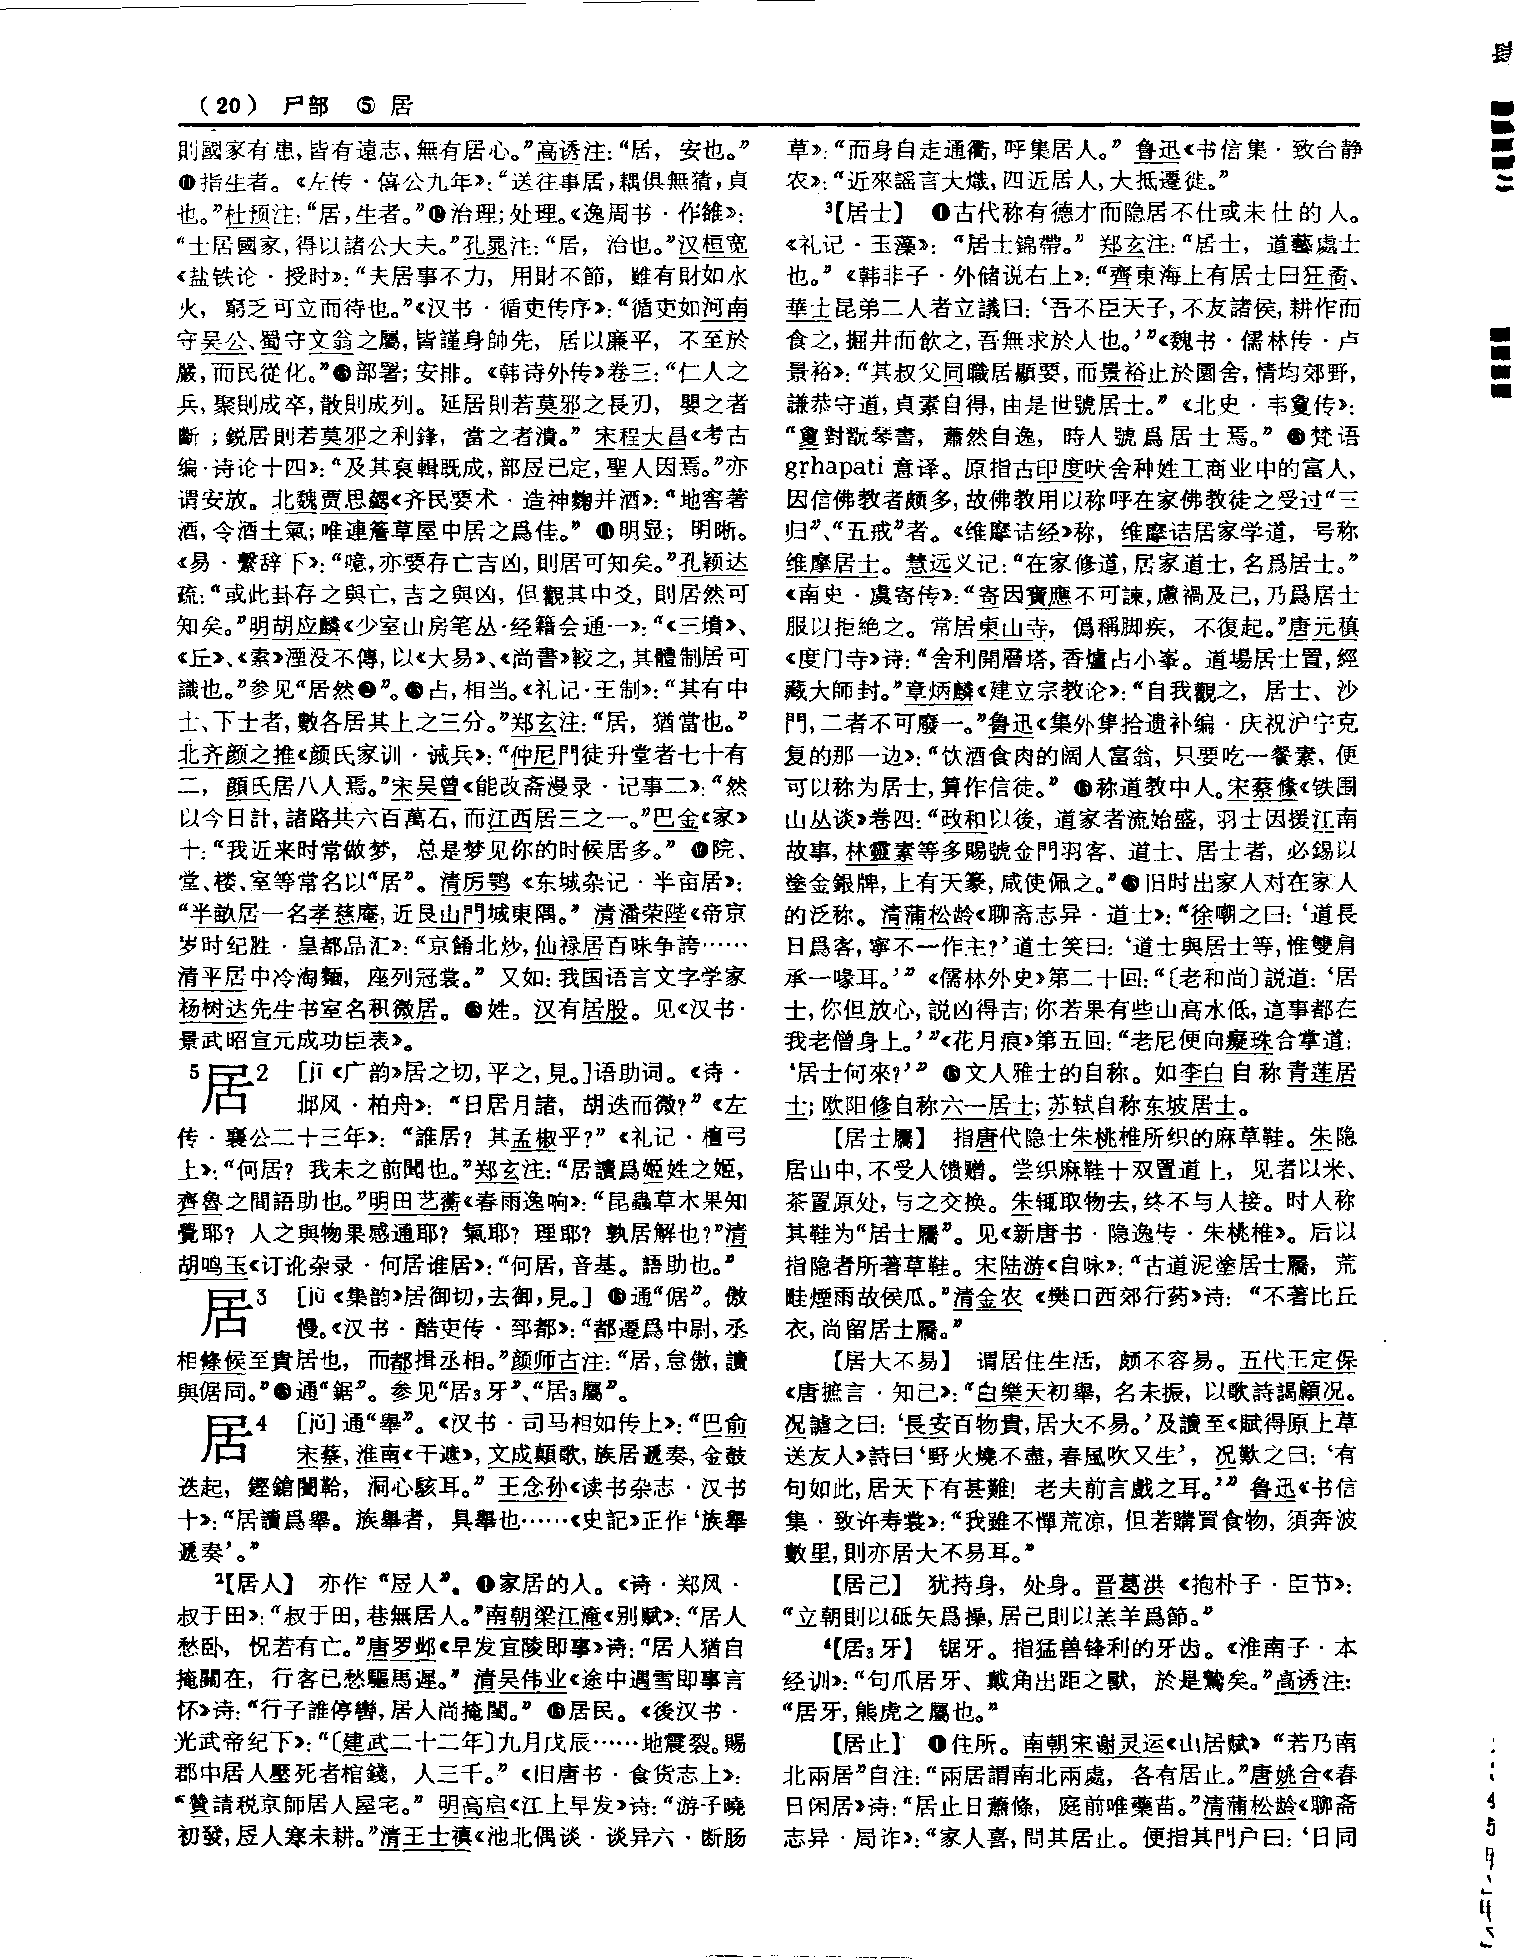 (20) 尸部 ⑤ 居
則國家有患,皆有遠志,無有居心。”高诱注:“居, 安也。”
⓫指生者。《左传·僖公九年》:“送往事居,耦俱無猜,貞
也。”杜预注:“居,生者。”⓬治理;处理。《逸周书·作雒》:
“士居國家,得以諸公大夫。”孔晁注:“居, 治也。”汉桓宽
《盐铁论·授时》:“夫居事不力, 用財不節, 雖有財如水
火, 窮乏可立而待也。”《汉书·循吏传序》:“循吏如河南
守吴公、蜀守文翁之屬,皆謹身帥先, 居以廉平, 不至於
嚴,而民從化。”⓭部署;安排。《韩诗外传》卷三:“仁人之
兵,聚則成卒,散則成列。延居則若莫邪之長刃, 嬰之者
斷;鋭居則若莫邪之利鋒, 當之者潰。” 宋程大昌《考古
编·诗论十四》:“及其裒輯既成,部居已定,聖人因焉。”亦
谓安放。北魏贾思勰《齐民要术·造神麴并酒》:“地窖著
酒,令酒土氣;唯連簷草屋中居之爲佳。” ⓮明显;明晰。
《易·繫辞下》:“噫,亦要存亡吉凶,則居可知矣。”孔颖达
疏:“或此卦存之與亡,吉之與凶,但觀其中爻,則居然可
知矣。”明胡应麟《少室山房笔丛·经籍会通一》:“《三墳》、
《丘》、《索》湮没不傳,以《大易》、《尚書》較之,其體制居可
識也。”参见“居然❷”。⓯占,相当。《礼记·王制》:“其有中
士、下士者,數各居其上之三分。”郑玄注:“居, 猶當也。”
北齐颜之推《颜氏家训·诫兵》:“仲尼門徒升堂者七十有
二, 顔氏居八人焉。”宋吴曾《能改斋漫录·记事二》:“然
以今日計,諸路共六百萬石,而江西居三之一。”巴金《家》
十:“我近来时常做梦, 总是梦见你的时候居多。” ⓰院、
堂、楼、室等常名以“居”。清厉鹗《东城杂记·半亩居》:
“半畝居一名孝慈庵,近艮山門城東隅。” 清潘荣陛《帝京
岁时纪胜·皇都品汇》:“京餚北炒,仙禄居百味争誇……
清平居中冷淘麵, 座列冠裳。” 又如:我国语言文字学家
杨树达先生书室名积微居。⓱姓。汉有居股。见《汉书·
景武昭宣元成功臣表》。
5居2 [jī《广韵》居之切,平之,見。]语助词。《诗·
邶风·柏舟》:“日居月諸, 胡迭而微?”《左
传·襄公二十三年》:“誰居? 其孟椒乎?”《礼记·檀弓
上》:“何居? 我未之前聞也。”郑玄注:“居讀爲姬姓之姬,
齊魯之間語助也。”明田艺蘅《春雨逸响》:“昆蟲草木果知
覺耶? 人之與物果感通耶? 氣耶? 理耶? 孰居解也?”清
胡鸣玉《订讹杂录·何居谁居》:“何居,音基。語助也。”
居3 [jù《集韵》居御切,去御,見。] ❶通“倨”。傲
慢。《汉书·酷吏传·郅都》:“都遷爲中尉,丞
相條侯至貴居也, 而都揖丞相。”颜师古注:“居,怠傲,讀
與倨同。”❷通“鋸”。参见“居3牙”、“居3屬”。
居4 [jǔ]通“舉”。《汉书·司马相如传上》:“巴俞
宋蔡,淮南《干遮》,文成顛歌,族居遞奏,金鼓
迭起, 鏗鎗闛鞈, 洞心駭耳。” 王念孙《读书杂志·汉书
十》:“居讀爲舉。族舉者, 具舉也……《史記》正作‘族舉
遞奏’。”
2【居人】 亦作“凥人”。❶家居的人。《诗·郑风·
叔于田》:“叔于田,巷無居人。”南朝梁江淹《别赋》:“居人
愁卧, 怳若有亡。”唐罗邺《早发宜陵即事》诗:“居人猶自
掩關在, 行客已愁驅馬遲。” 清吴伟业《途中遇雪即事言
怀》诗:“行子誰停轡,居人尚掩閨。” ❷居民。《後汉书·
光武帝纪下》:“〔建武二十二年〕九月戊辰……地震裂。賜
郡中居人壓死者棺錢, 人三千。”《旧唐书·食货志上》:
“贊請税京師居人屋宅。” 明高启《江上早发》诗:“游子曉
初發,凥人寒未耕。”清王士禛《池北偶谈·谈异六·断肠
草》:“而身自走通衢,呼集居人。” 鲁迅《书信集·致台静
农》:“近來謡言大熾,四近居人,大抵遷徙。”
3【居士】 ❶古代称有德才而隐居不仕或未仕的人。
《礼记·玉藻》:“居士錦帶。” 郑玄注:“居士, 道藝處士
也。”《韩非子·外储说右上》:“齊東海上有居士曰狂矞、
華士昆弟二人者立議曰:‘吾不臣天子,不友諸侯,耕作而
食之,掘井而飲之,吾無求於人也。’”《魏书·儒林传·卢
景裕》:“其叔父同職居顯要,而景裕止於園舍,情均郊野,
謙恭守道,貞素自得,由是世號居士。”《北史·韦夐传》:
“夐對翫琴書, 蕭然自逸, 時人號爲居士焉。” ❷梵语
grhapati 意译。原指古印度吠舍种姓工商业中的富人,
因信佛教者颇多,故佛教用以称呼在家佛教徒之受过“三
归”、“五戒”者。《维摩诘经》称, 维摩诘居家学道, 号称
维摩居士。慧远义记:“在家修道,居家道士,名爲居士。”
《南史·虞寄传》:“寄因寶應不可諫,慮禍及己,乃爲居士
服以拒絶之。常居東山寺, 僞稱脚疾, 不復起。”唐元稹
《度门寺》诗:“舍利開層塔,香爐占小峯。道場居士置,經
藏大師封。”章炳麟《建立宗教论》:“自我觀之, 居士、沙
門,二者不可廢一。”鲁迅《集外集拾遗补编·庆祝沪宁克
复的那一边》:“饮酒食肉的阔人富翁, 只要吃一餐素, 便
可以称为居士,算作信徒。” ❸称道教中人。宋蔡絛《铁围
山丛谈》卷四:“政和以後, 道家者流始盛, 羽士因援江南
故事,林靈素等多賜號金門羽客、道士、居士者, 必錫以
塗金銀牌,上有天篆,咸使佩之。”❹旧时出家人对在家人
的泛称。清蒲松龄《聊斋志异·道士》:“徐嘲之曰:‘道長
日爲客,寧不一作主?’道士笑曰:‘道士與居士等,惟雙肩
承一喙耳。’”《儒林外史》第二十回:“〔老和尚〕説道:‘居
士,你但放心,説凶得吉;你若果有些山高水低,這事都在
我老僧身上。’”《花月痕》第五回:“老尼便向癡珠合掌道:
‘居士何來?’” ❺文人雅士的自称。如李白自称青莲居
士;欧阳修自称六一居士;苏轼自称东坡居士。
【居士屩】 指唐代隐士朱桃椎所织的麻草鞋。朱隐
居山中,不受人馈赠。尝织麻鞋十双置道上, 见者以米、
茶置原处,与之交换。朱辄取物去,终不与人接。时人称
其鞋为“居士屩”。见《新唐书·隐逸传·朱桃椎》。后以
指隐者所著草鞋。宋陆游《自咏》:“古道泥塗居士屩, 荒
畦煙雨故侯瓜。”清金农《樊口西郊行药》诗:“不著比丘
衣,尚留居士屩。”
【居大不易】 谓居住生活, 颇不容易。五代王定保
《唐摭言·知己》:“白樂天初舉, 名未振, 以歌詩謁顧况。
况謔之曰:‘長安百物貴,居大不易。’及讀至《賦得原上草
送友人》詩曰‘野火燒不盡,春風吹又生’, 况歎之曰:‘有
句如此,居天下有甚難! 老夫前言戲之耳。’” 鲁迅《书信
集·致许寿裳》:“我雖不憚荒凉, 但若購買食物, 須奔波
數里,則亦居大不易耳。”
【居己】 犹持身, 处身。晋葛洪《抱朴子·臣节》:
“立朝則以砥矢爲操,居己則以羔羊爲節。”
4【居3牙】 锯牙。指猛兽锋利的牙齿。《淮南子·本
经训》:“句爪居牙、戴角出距之獸, 於是鷙矣。”高诱注:
“居牙,熊虎之屬也。”
【居止】 ❶住所。南朝宋谢灵运《山居赋》“若乃南
北兩居”自注:“兩居謂南北兩處, 各有居止。”唐姚合《春
日闲居》诗:“居止日蕭條, 庭前唯藥苗。”清蒲松龄《聊斋
志异·局诈》:“家人喜,問其居止。便指其門户曰:‘日同